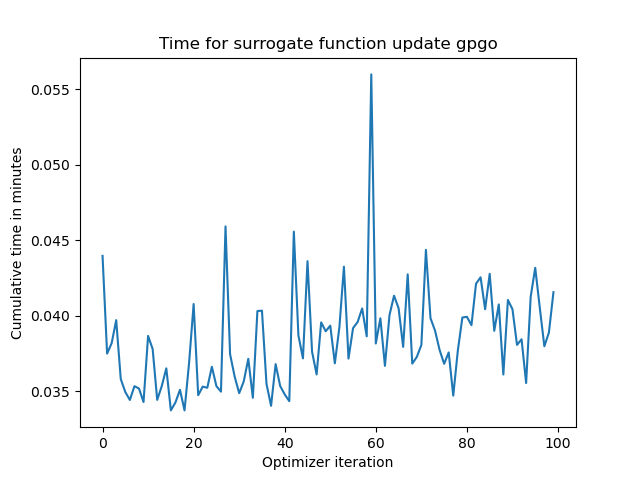 Time for surrogate function update gpgo
Cumulative time in minutes
0.055
0.050
0.045
0.040
0.035
0 20 40 60 80 100
Optimizer iteration